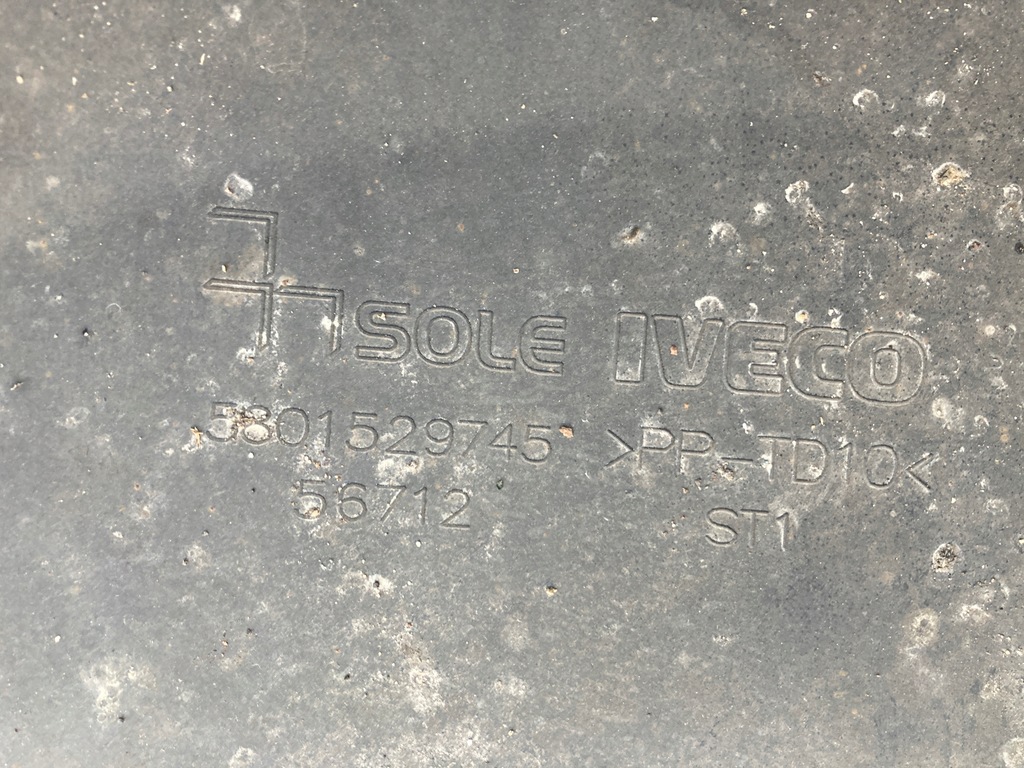 SOLE IVECO
5801529745 >PP-TD10<
56712 ST1